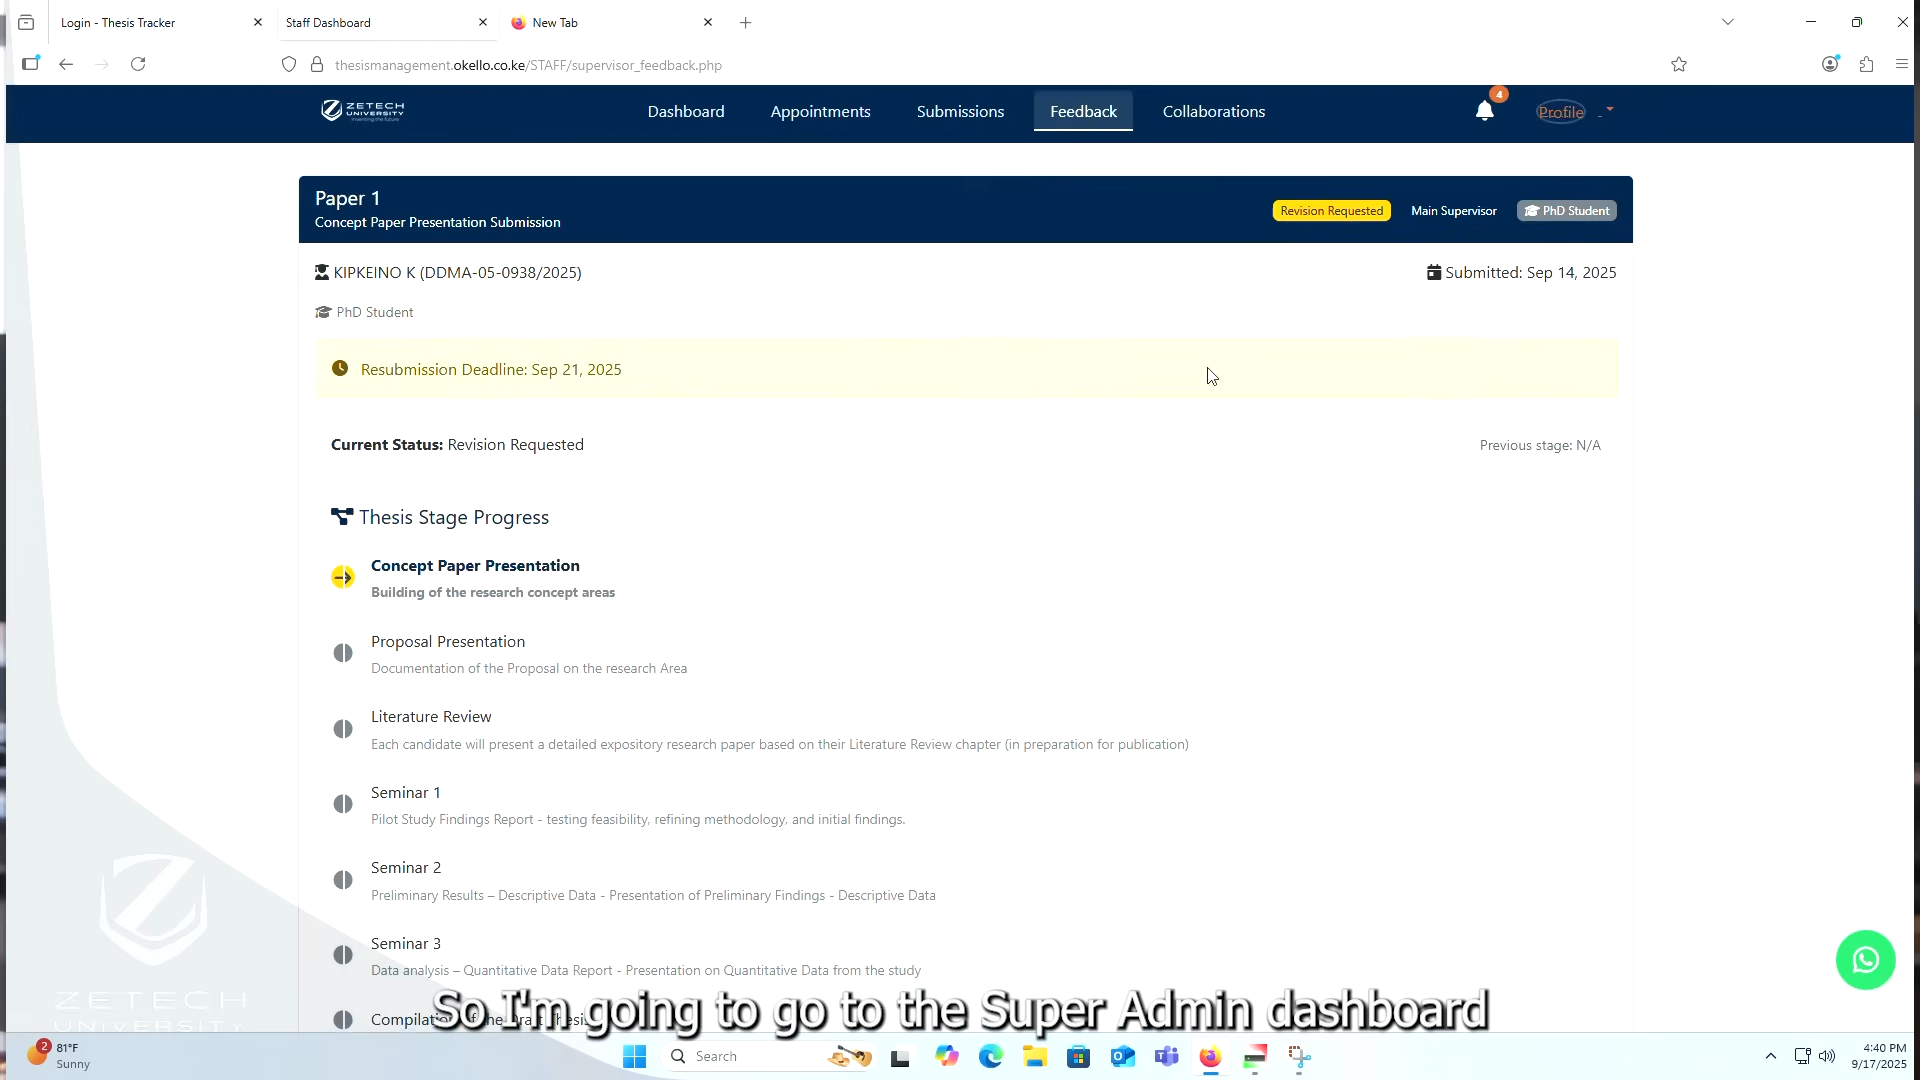 Login - Thesis Tracker
Staff Dashboard
New Tab
thesismanagement.okello.co.ke/STAFF/supervisor_feedback.php
ZETECH
UNIVERSITY
Dashboard
Appointments
Submissions
Feedback
Collaborations
4
Profile
Paper 1
Concept Paper Presentation Submission
Revision Requested
Main Supervisor
PhD Student
KIPKEINO K (DDMA-05-0938/2025)
Submitted: Sep 14, 2025
PhD Student
Resubmission Deadline: Sep 21, 2025
Current Status: Revision Requested
Previous stage: N/A
Thesis Stage Progress
Concept Paper Presentation
Building of the research concept areas
Proposal Presentation
Documentation of the Proposal on the research Area
Literature Review
Each candidate will present a detailed expository research paper based on their Literature Review chapter (in preparation for publication)
Seminar 1
Pilot Study Findings Report - testing feasibility, refining methodology, and initial findings.
Seminar 2
Preliminary Results – Descriptive Data - Presentation of Preliminary Findings - Descriptive Data
Seminar 3
Data analysis – Quantitative Data Report - Presentation on Quantitative Data from the study
So I'm going to go to the Super Admin dashboard
ZETECH
UNIVERSITY
2
81°F
Sunny
Search
4:40 PM
9/17/2025